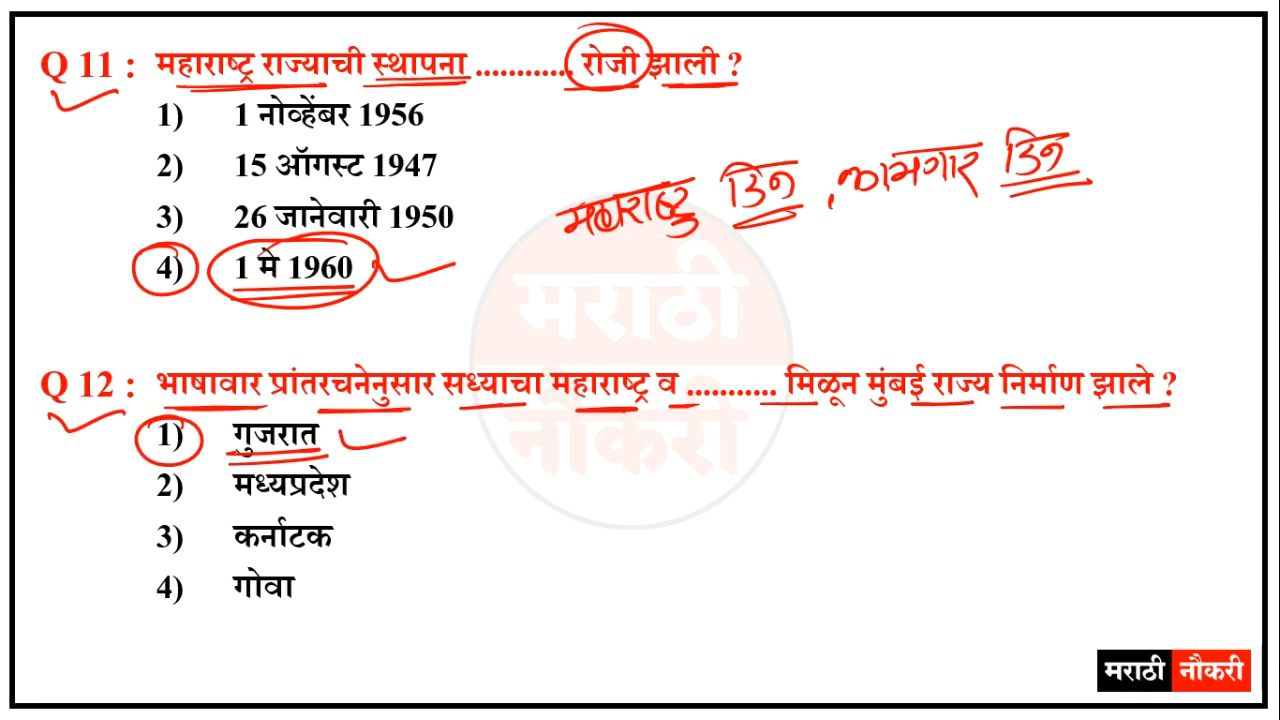 Q 11 : महाराष्ट्र राज्याची स्थापना ............ रोजी झाली ?
1) 1 नोव्हेंबर 1956
2) 15 ऑगस्ट 1947
3) 26 जानेवारी 1950
4) 1 मे 1960
महाराष्ट्र दिन , कामगार दिन
Q 12 : भाषावार प्रांतरचनेनुसार सध्याचा महाराष्ट्र व ........... मिळून मुंबई राज्य निर्माण झाले ?
1) गुजरात
2) मध्यप्रदेश
3) कर्नाटक
4) गोवा
मराठी
नौकरी
मराठी नौकरी